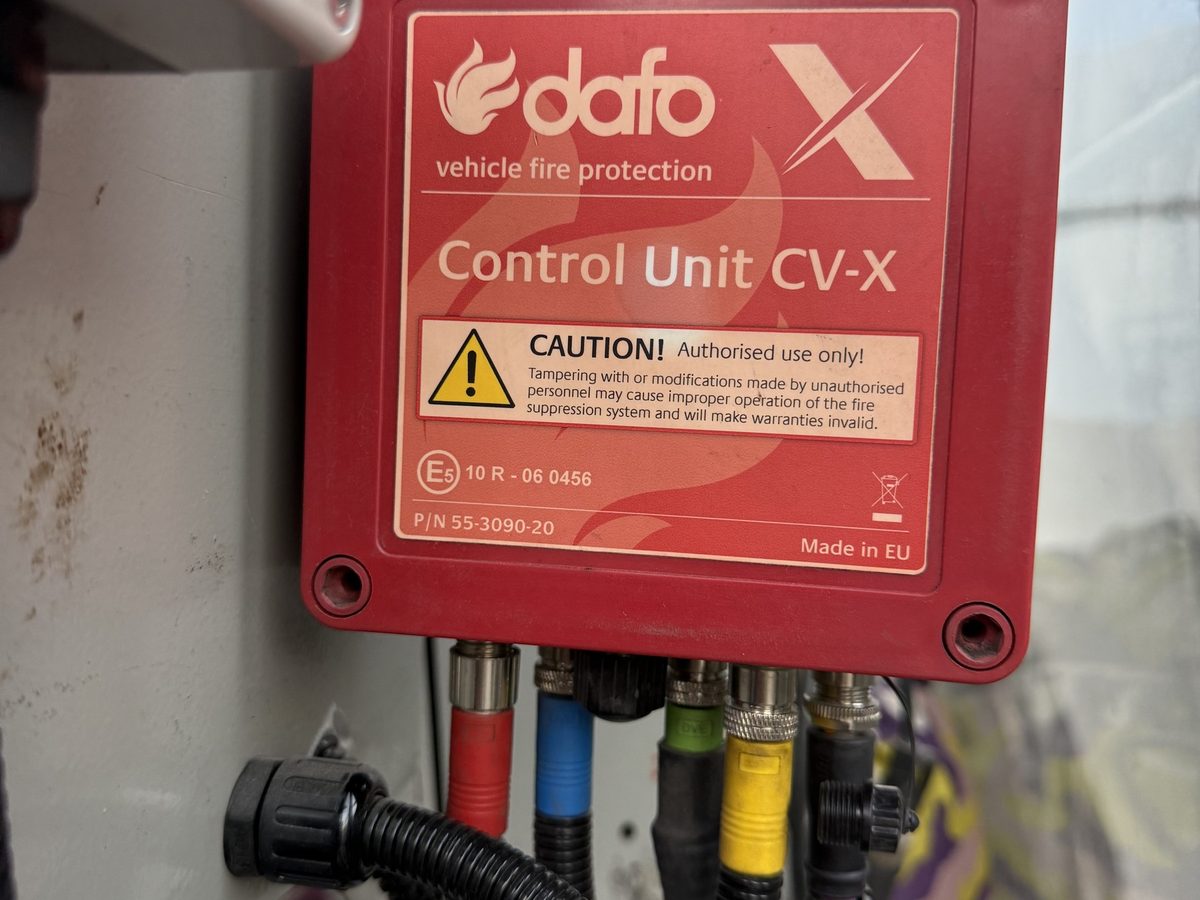 dafo X
vehicle fire protection
Control Unit CV-X
CAUTION! Authorised use only!
Tampering with or modifications made by unauthorised
personnel may cause improper operation of the fire
suppression system and will make warranties invalid.
E5 10 R - 06 0456
P/N 55-3090-20
Made in EU